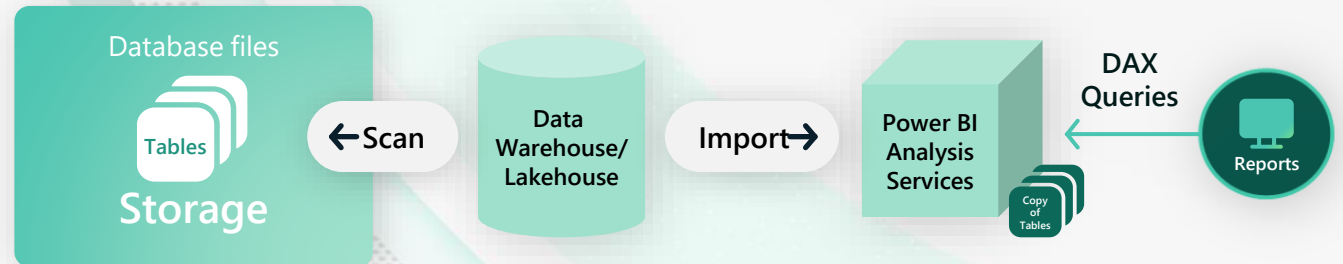 Database files
Tables
Storage
Scan
Data
Warehouse/
Lakehouse
Import
Power BI
Analysis
Services
Copy
of
Tables
DAX
Queries
Reports